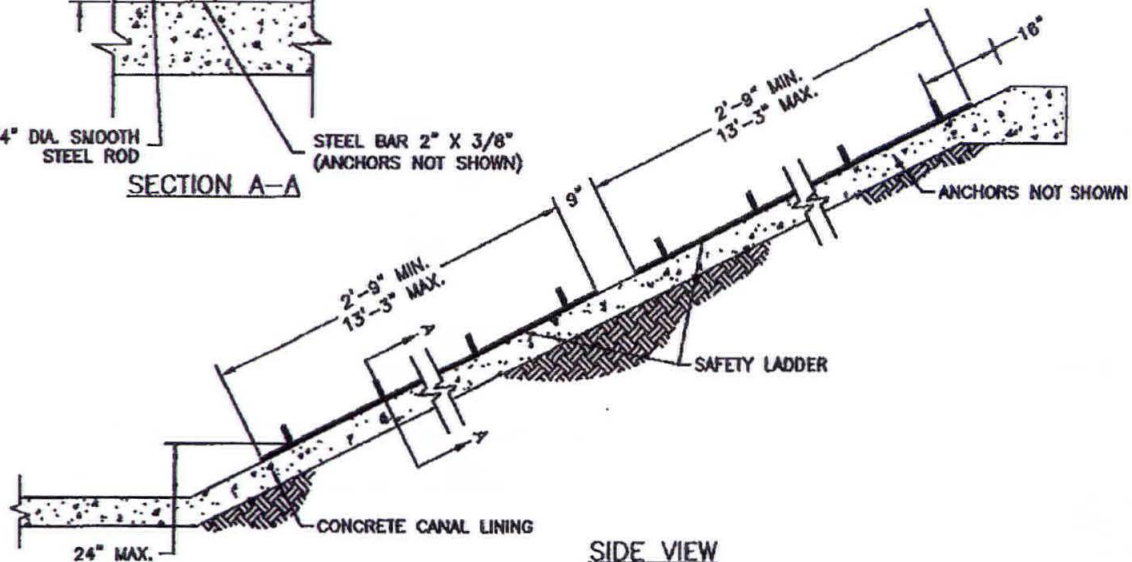 4" DIA. SMOOTH
STEEL ROD
STEEL BAR 2" X 3/8"
(ANCHORS NOT SHOWN)
SECTION A-A
2'-9" MIN.
13'-3" MAX.
16"
ANCHORS NOT SHOWN
9"
2'-9" MIN.
13'-3" MAX.
A
A
SAFETY LADDER
CONCRETE CANAL LINING
24" MAX.
SIDE VIEW